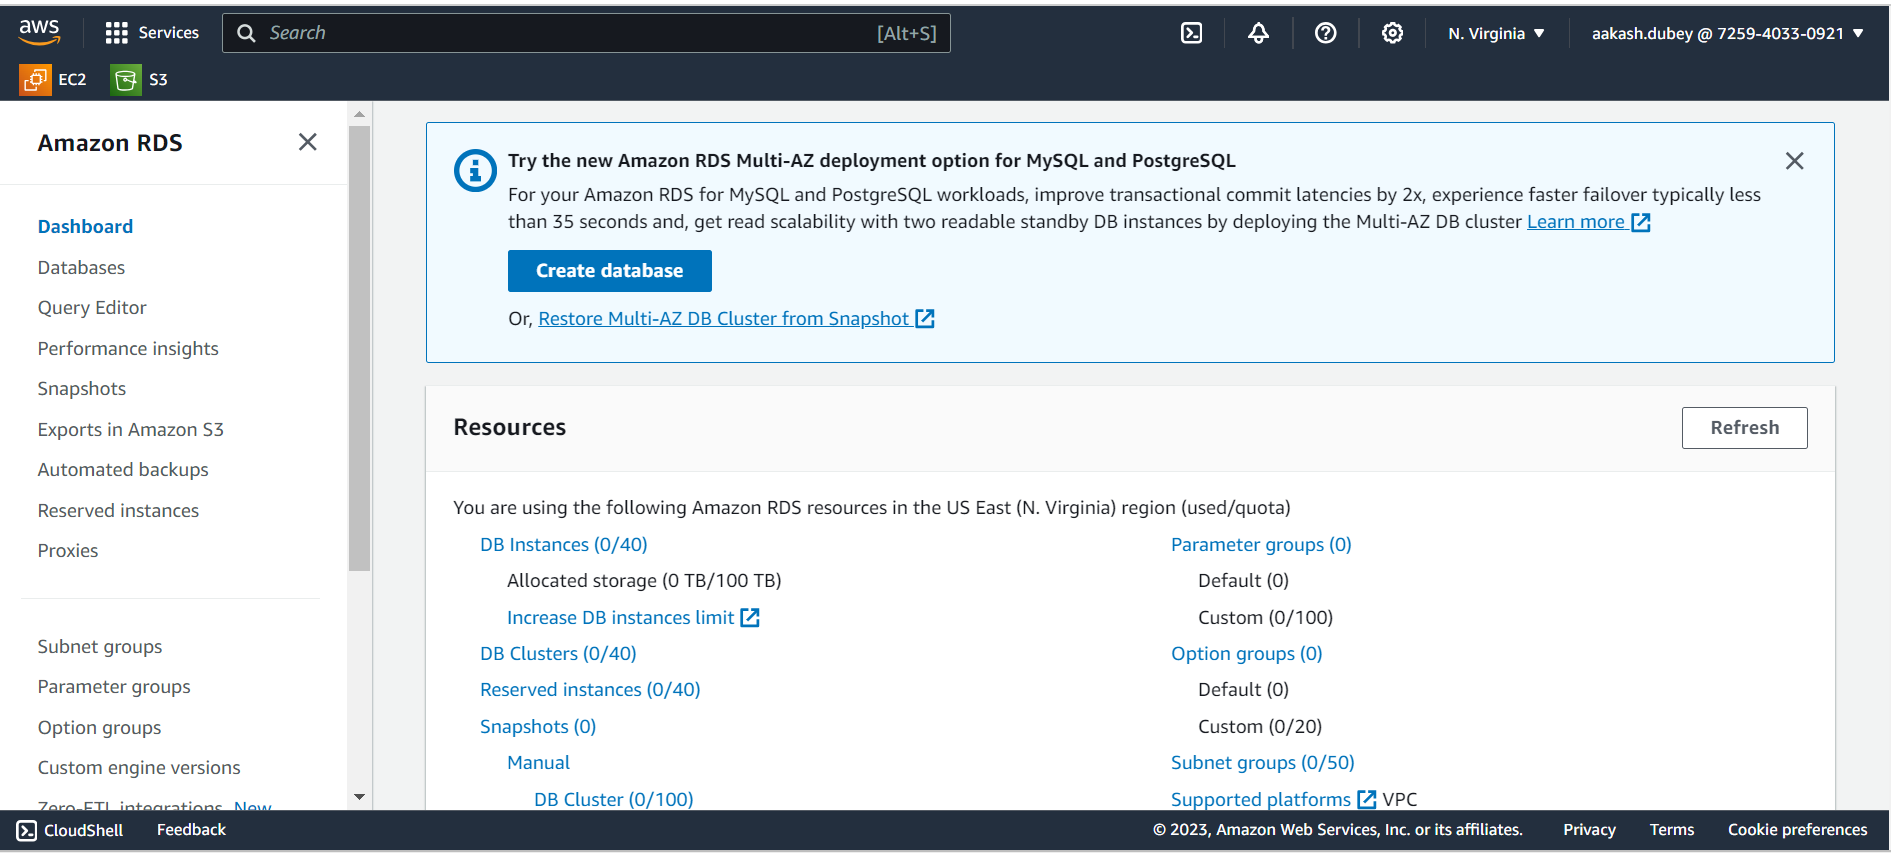 aws
Services
Search
[Alt+S]
N. Virginia ▼
aakash.dubey @ 7259-4033-0921 ▼
EC2
S3
Amazon RDS
Dashboard
Databases
Query Editor
Performance insights
Snapshots
Exports in Amazon S3
Automated backups
Reserved instances
Proxies
Subnet groups
Parameter groups
Option groups
Custom engine versions
Zero-ETL integrations New
Try the new Amazon RDS Multi-AZ deployment option for MySQL and PostgreSQL
For your Amazon RDS for MySQL and PostgreSQL workloads, improve transactional commit latencies by 2x, experience faster failover typically less
than 35 seconds and, get read scalability with two readable standby DB instances by deploying the Multi-AZ DB cluster Learn more
Create database
Or, Restore Multi-AZ DB Cluster from Snapshot
Resources
Refresh
You are using the following Amazon RDS resources in the US East (N. Virginia) region (used/quota)
DB Instances (0/40)
Allocated storage (0 TB/100 TB)
Increase DB instances limit
DB Clusters (0/40)
Reserved instances (0/40)
Snapshots (0)
Manual
DB Cluster (0/100)
Parameter groups (0)
Default (0)
Custom (0/100)
Option groups (0)
Default (0)
Custom (0/20)
Subnet groups (0/50)
Supported platforms VPC
CloudShell
Feedback
© 2023, Amazon Web Services, Inc. or its affiliates.
Privacy
Terms
Cookie preferences